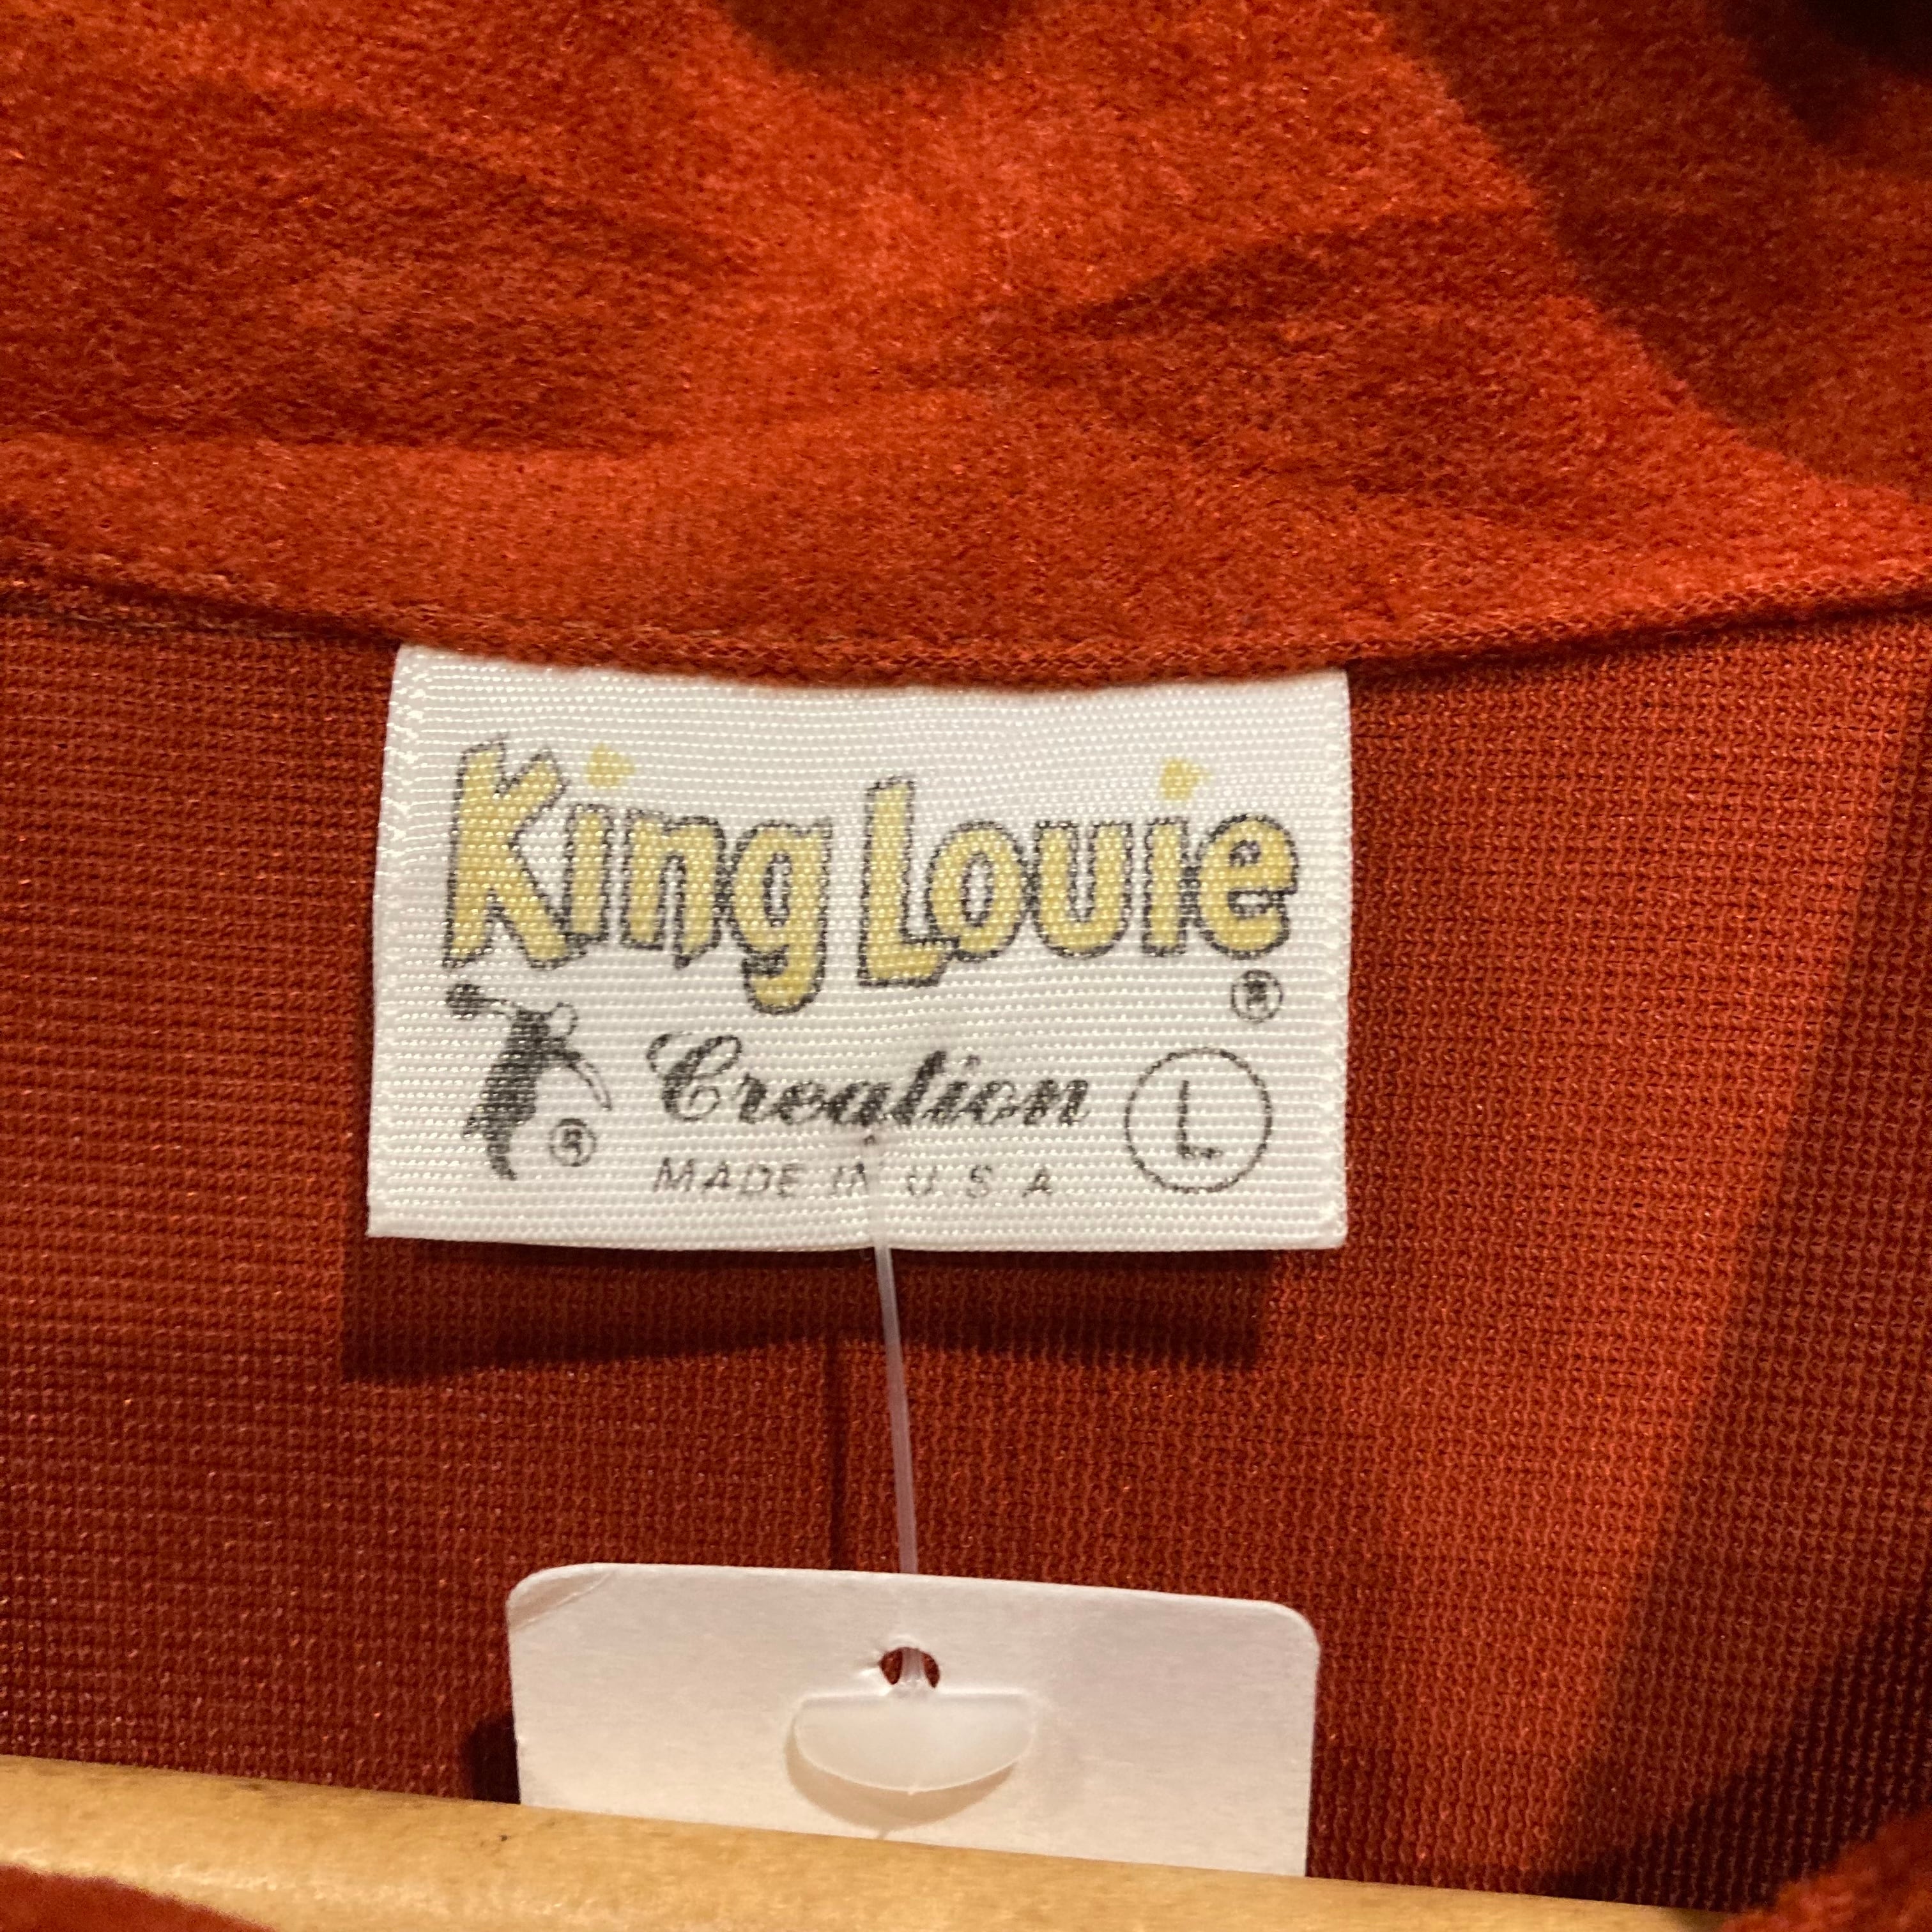 King Louie
®
Creation L
®
MADE IN U S A